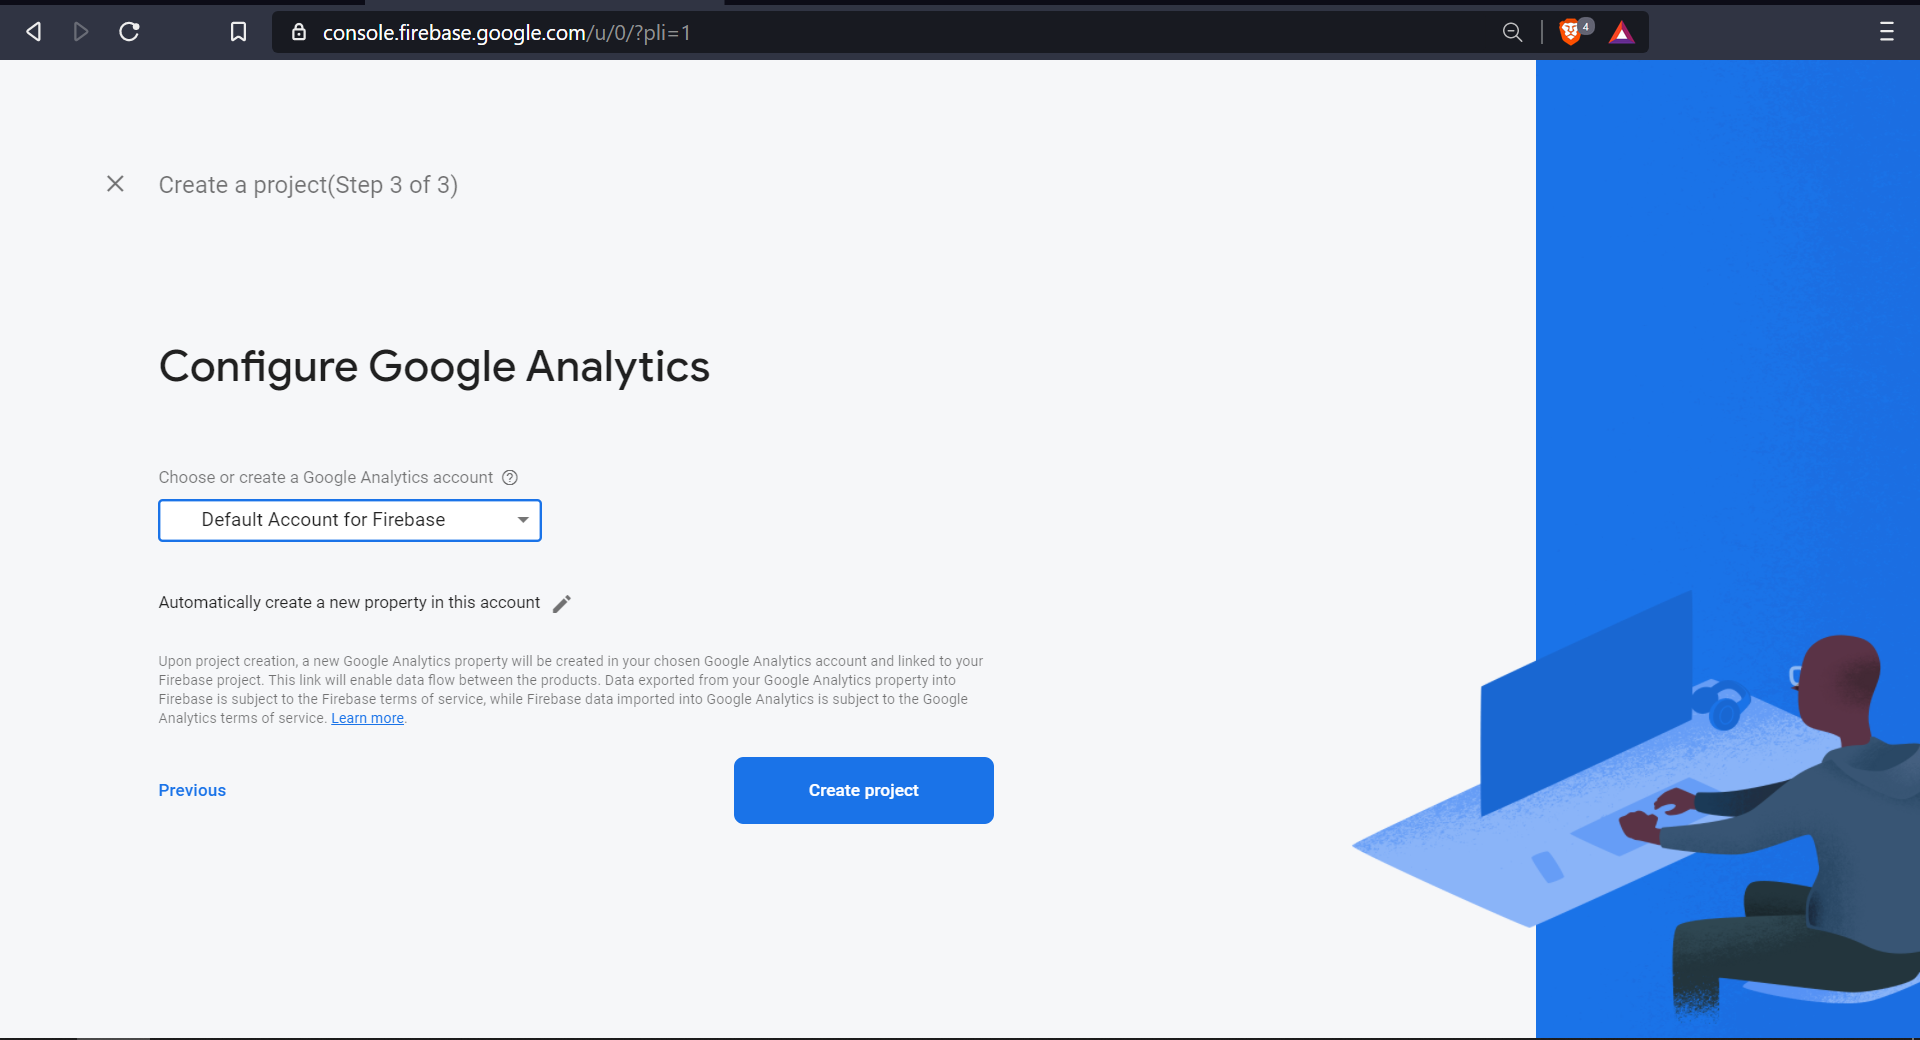 console.firebase.google.com/u/0/?pli=1
4
Create a project(Step 3 of 3)
Configure Google Analytics
Choose or create a Google Analytics account
Default Account for Firebase
Automatically create a new property in this account
Upon project creation, a new Google Analytics property will be created in your chosen Google Analytics account and linked to your
Firebase project. This link will enable data flow between the products. Data exported from your Google Analytics property into
Firebase is subject to the Firebase terms of service, while Firebase data imported into Google Analytics is subject to the Google
Analytics terms of service. Learn more.
Previous
Create project